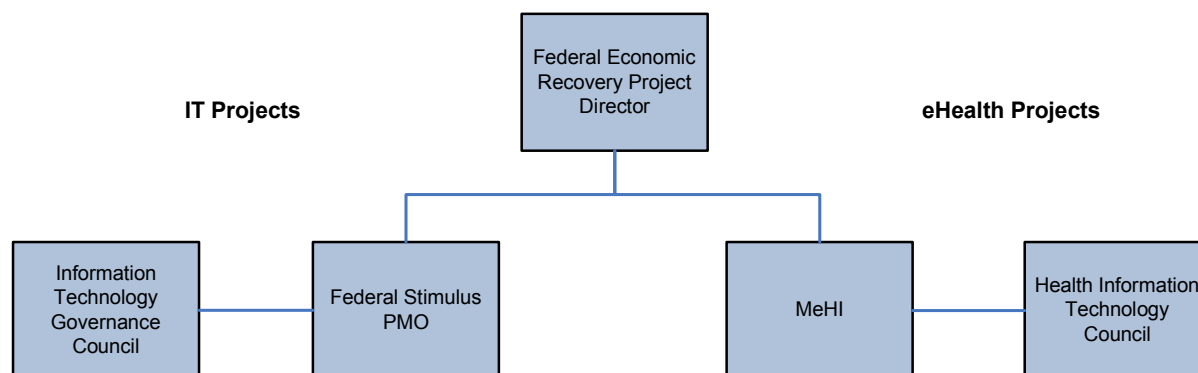 Federal Economic
Recovery Project
Director
IT Projects
eHealth Projects
Information
Technology
Governance
Council
Federal Stimulus
PMO
MeHI
Health Information
Technology
Council